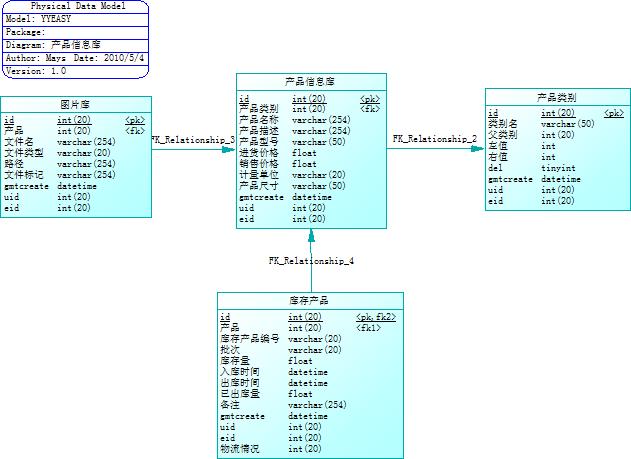 Physical Data Model
Model: YYEASY
Package:
Diagram: 产品信息库
Author: Mays Date: 2010/5/4
Version: 1.0
图片库
id int(20) <pk>
产品 int(20) <fk>
文件名 varchar(254)
文件类型 varchar(20)
路径 varchar(254)
文件标记 varchar(254)
gmtcreate datetime
uid int(20)
eid int(20)
FK_Relationship_3
产品信息库
id int(20) <pk>
产品类别 int(20) <fk>
产品名称 varchar(254)
产品描述 varchar(254)
产品型号 varchar(50)
进货价格 float
销售价格 float
计量单位 varchar(20)
产品尺寸 varchar(50)
gmtcreate datetime
uid int(20)
eid int(20)
FK_Relationship_2
产品类别
id int(20) <pk>
类别名 varchar(50)
父类别 int(20)
左值 int
右值 int
del tinyint
gmtcreate datetime
uid int(20)
eid int(20)
FK_Relationship_4
库存产品
id int(20) <pk,fk2>
产品 int(20) <fk1>
库存产品编号 varchar(20)
批次 varchar(20)
库存量 float
入库时间 datetime
出库时间 datetime
已出库量 float
备注 varchar(254)
gmtcreate datetime
uid int(20)
eid int(20)
物流情况 int(20)